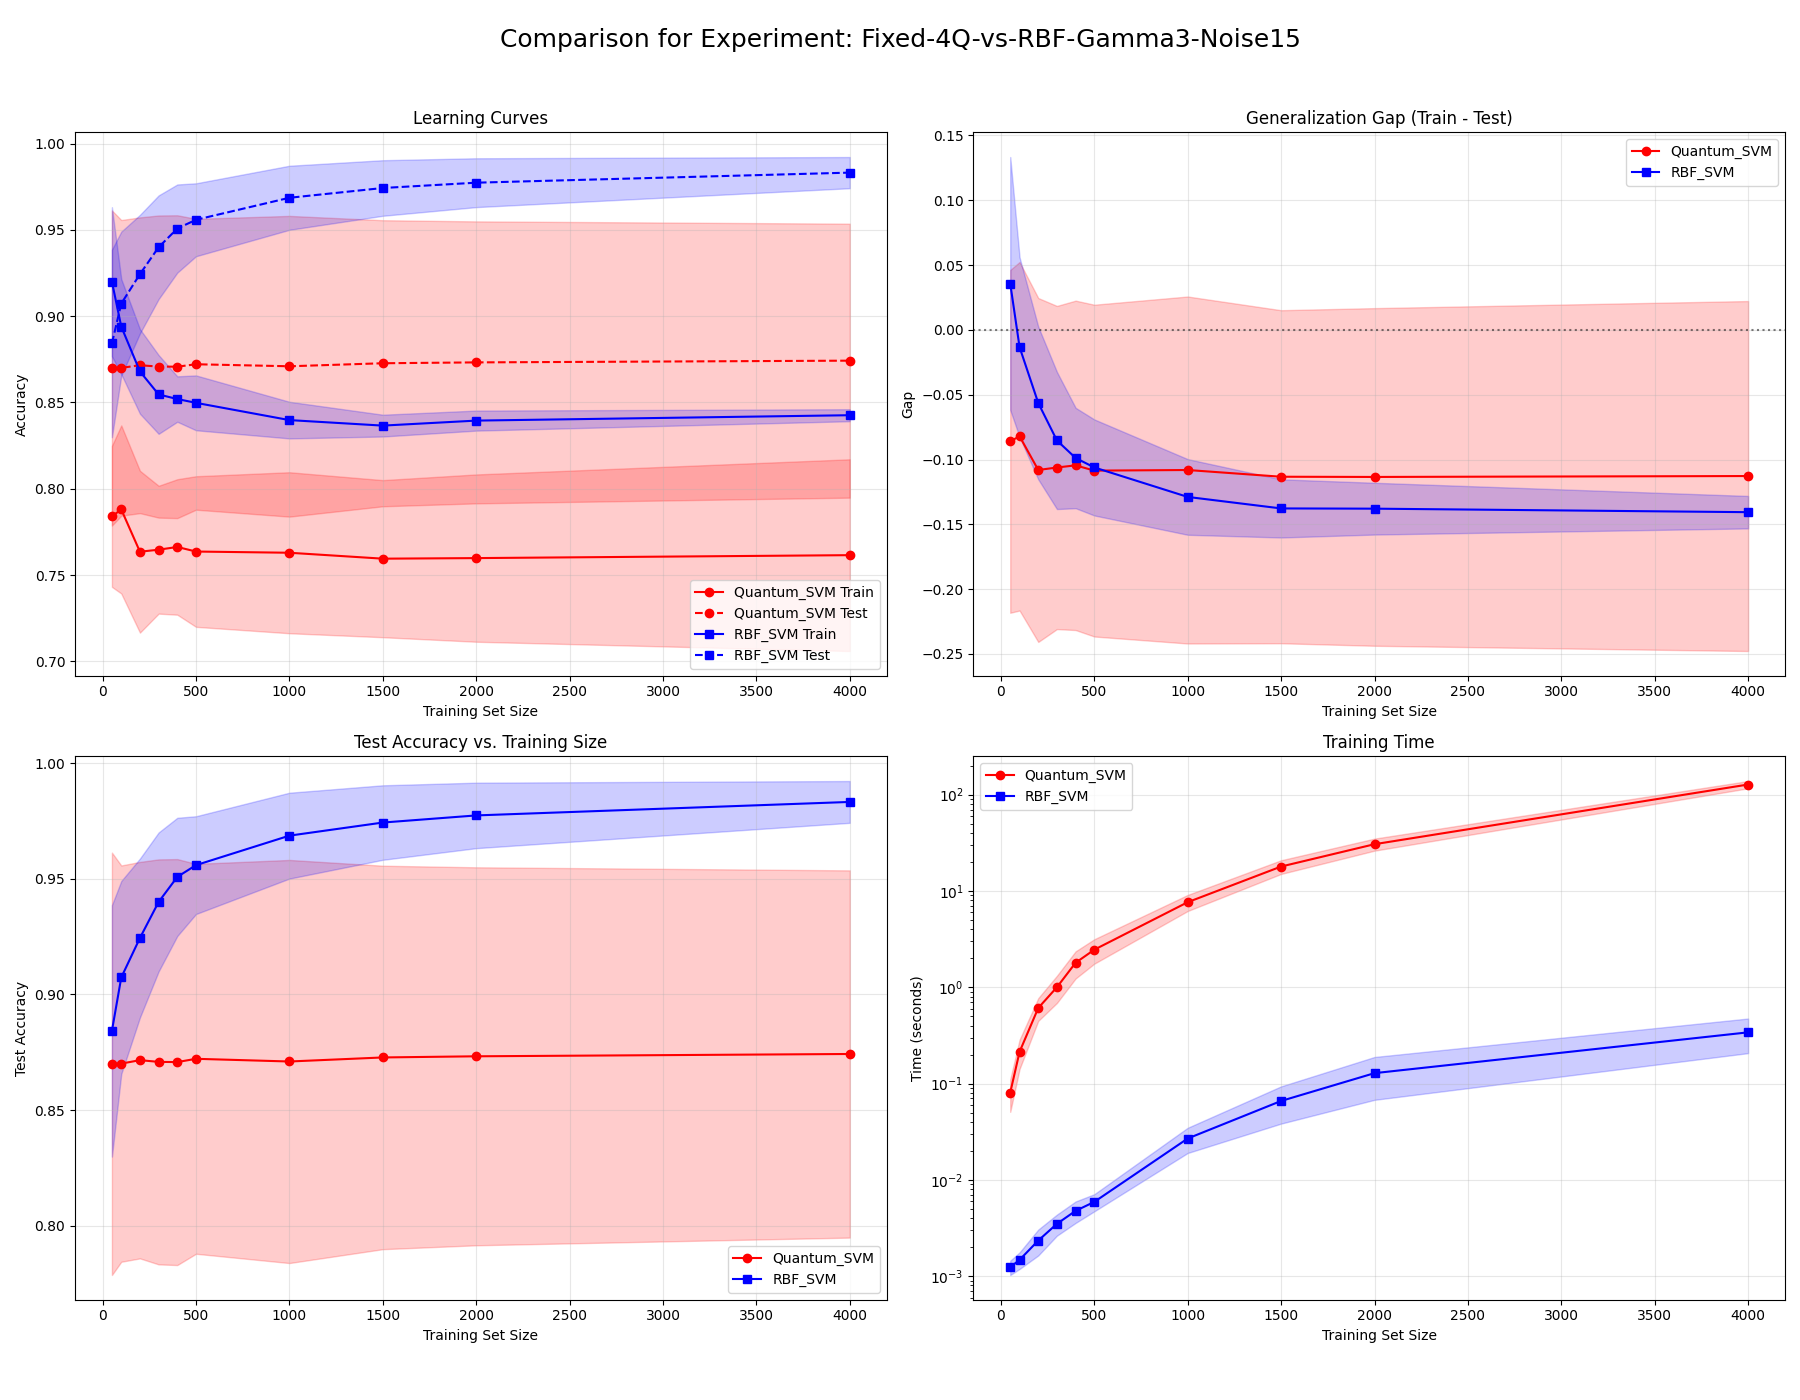 Comparison for Experiment: Fixed-4Q-vs-RBF-Gamma3-Noise15
Learning Curves
1.00
0.95
0.90
0.85
0.80
0.75
0.70
Accuracy
Quantum_SVM Train
Quantum_SVM Test
RBF_SVM Train
RBF_SVM Test
0 500 1000 1500 2000 2500 3000 3500 4000
Training Set Size
Generalization Gap (Train - Test)
0.15
0.10
0.05
0.00
−0.05
−0.10
−0.15
−0.20
−0.25
Gap
Quantum_SVM
RBF_SVM
0 500 1000 1500 2000 2500 3000 3500 4000
Training Set Size
Test Accuracy vs. Training Size
1.00
0.95
0.90
0.85
0.80
Test Accuracy
Quantum_SVM
RBF_SVM
0 500 1000 1500 2000 2500 3000 3500 4000
Training Set Size
Training Time
Quantum_SVM
RBF_SVM
10²
10¹
10⁰
10⁻¹
10⁻²
10⁻³
Time (seconds)
0 500 1000 1500 2000 2500 3000 3500 4000
Training Set Size